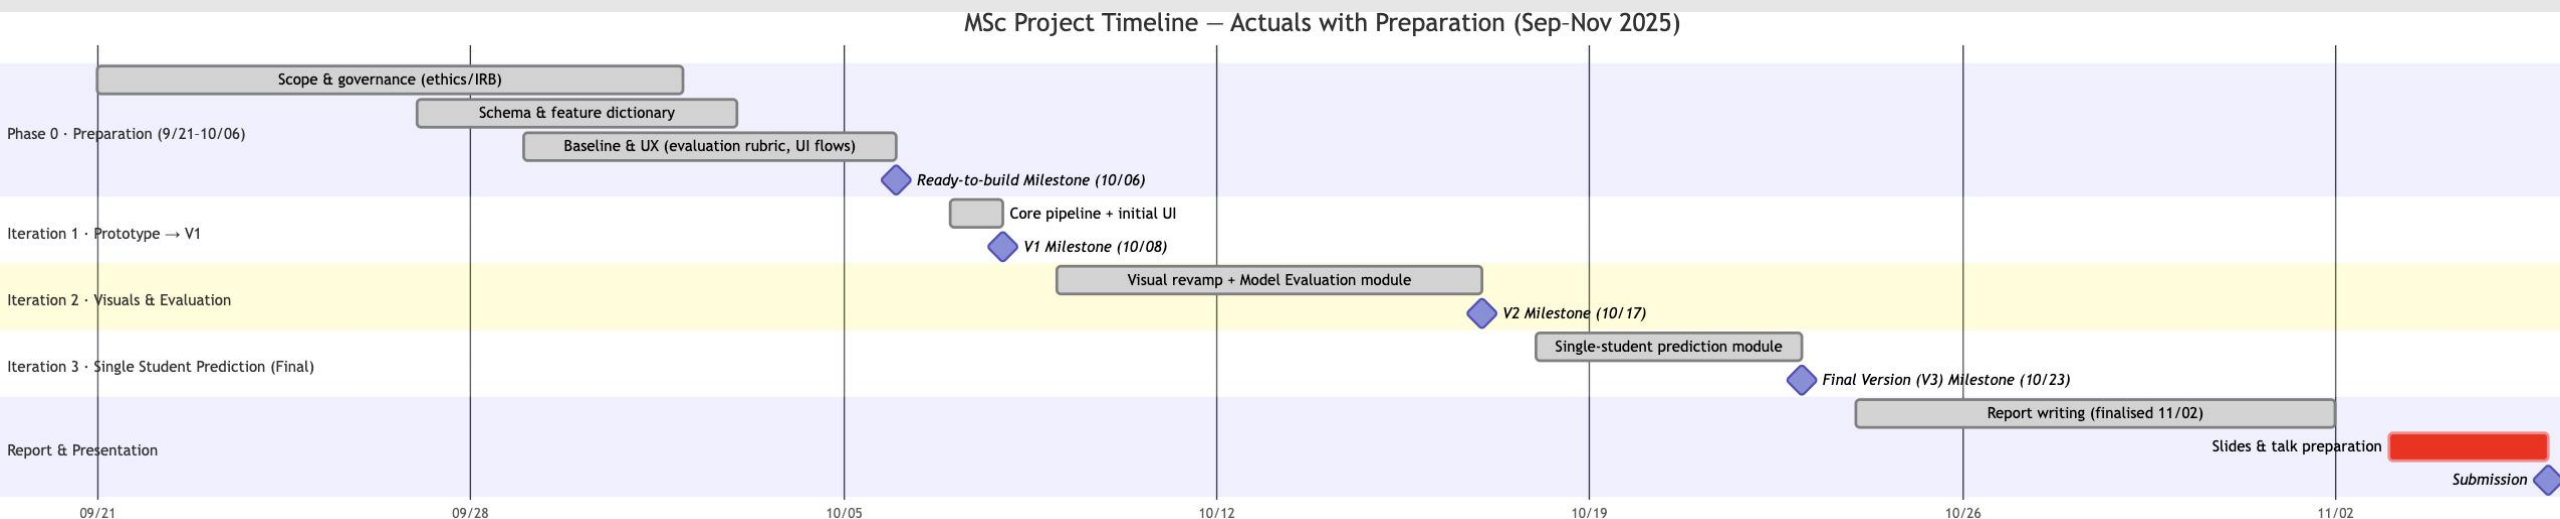 MSc Project Timeline — Actuals with Preparation (Sep-Nov 2025)
Phase 0 · Preparation (9/21-10/06)
Scope & governance (ethics/IRB)
Schema & feature dictionary
Baseline & UX (evaluation rubric, UI flows)
Ready-to-build Milestone (10/06)
Iteration 1 · Prototype → V1
Core pipeline + initial UI
V1 Milestone (10/08)
Iteration 2 · Visuals & Evaluation
Visual revamp + Model Evaluation module
V2 Milestone (10/17)
Iteration 3 · Single Student Prediction (Final)
Single-student prediction module
Final Version (V3) Milestone (10/23)
Report & Presentation
Report writing (finalised 11/02)
Slides & talk preparation
Submission
09/21 09/28 10/05 10/12 10/19 10/26 11/02